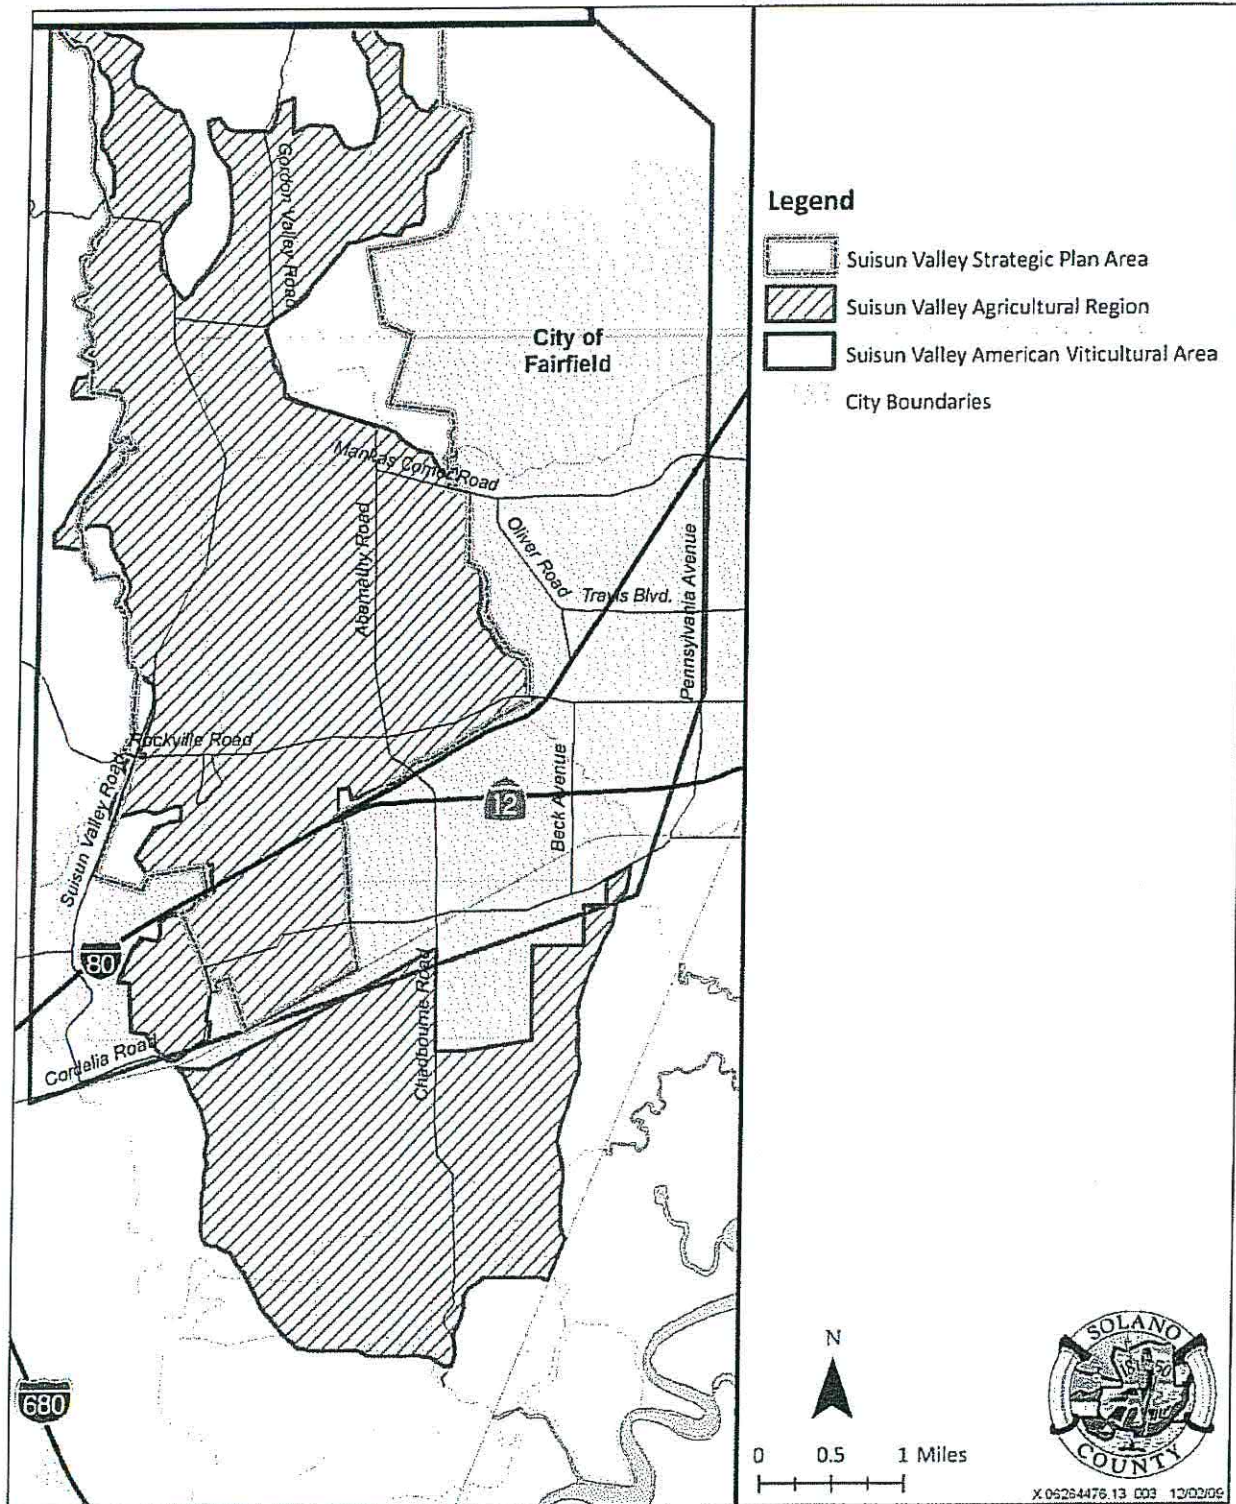 Legend
Suisun Valley Strategic Plan Area
Suisun Valley Agricultural Region
Suisun Valley American Viticultural Area
City Boundaries
Gordon Valley Road
City of
Fairfield
Mankas Corner Road
Abernathy Road
Oliver Road
Travis Blvd.
Pennsylvania Avenue
Rockville Road
Suisun Valley Road
12
Beck Avenue
80
Chadbourne Road
Cordelia Road
680
N
0 0.5 1 Miles
SOLANO
1850
COUNTY
X 06264476.13 003 12/02/09